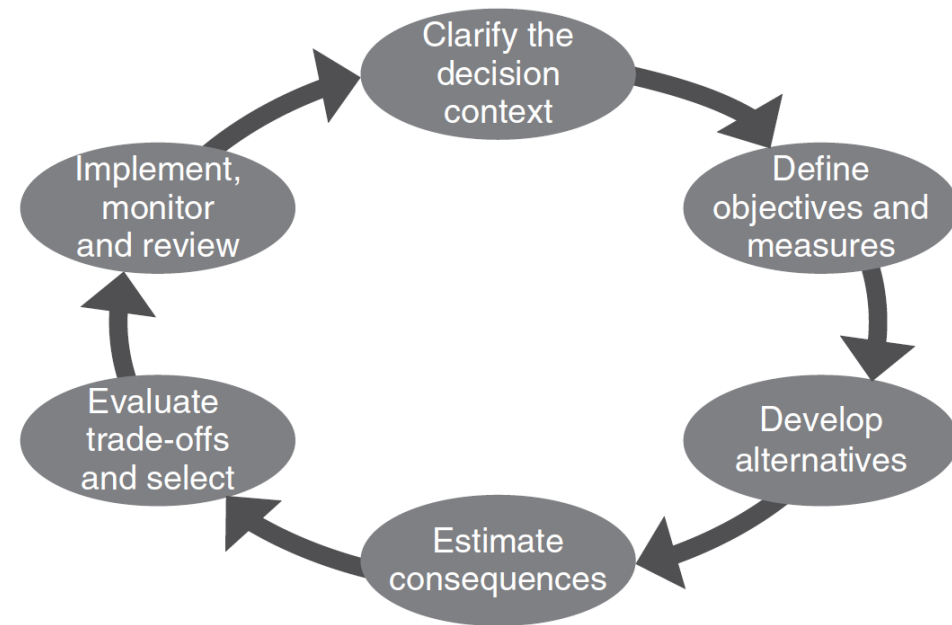 Clarify the
decision
context
Define
objectives and
measures
Develop
alternatives
Estimate
consequences
Evaluate
trade-offs
and select
Implement,
monitor
and review